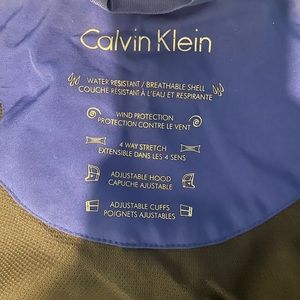 Calvin Klein
WATER RESISTANT / BREATHABLE SHELL
COUCHE RÉSISTANT À L'EAU ET RESPIRANTE
WIND PROTECTION
PROTECTION CONTRE LE VENT
4 WAY STRETCH
EXTENSIBLE DANS LES 4 SENS
ADJUSTABLE HOOD
CAPUCHE AJUSTABLE
ADJUSTABLE CUFFS
POIGNETS AJUSTABLES